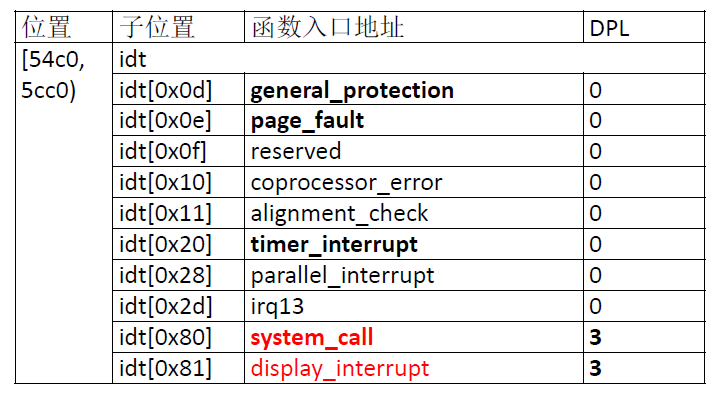 位置 子位置 函数入口地址 DPL
[54c0, idt
5cc0) idt[0x0d] general_protection 0
idt[0x0e] page_fault 0
idt[0x0f] reserved 0
idt[0x10] coprocessor_error 0
idt[0x11] alignment_check 0
idt[0x20] timer_interrupt 0
idt[0x28] parallel_interrupt 0
idt[0x2d] irq13 0
idt[0x80] system_call 3
idt[0x81] display_interrupt 3